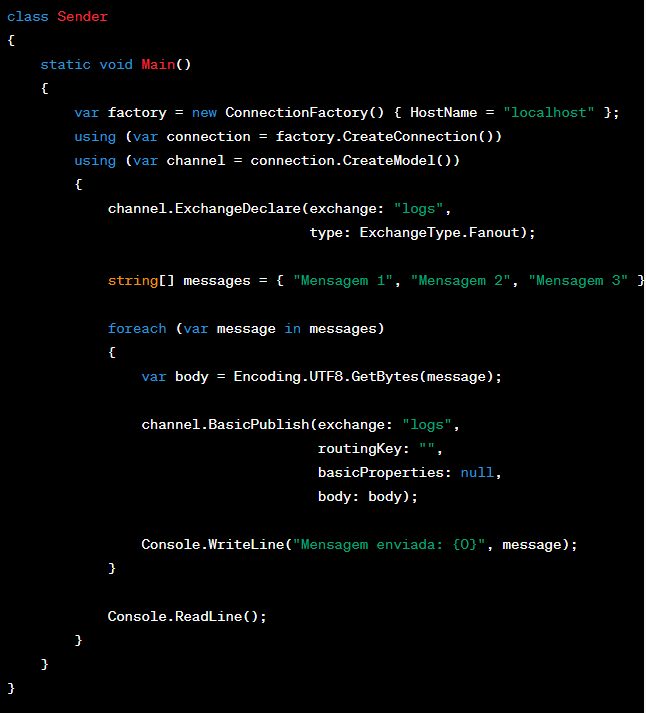 class Sender
{
    static void Main()
    {
        var factory = new ConnectionFactory() { HostName = "localhost" };
        using (var connection = factory.CreateConnection())
        using (var channel = connection.CreateModel())
        {
            channel.ExchangeDeclare(exchange: "logs",
                                    type: ExchangeType.Fanout);

            string[] messages = { "Mensagem 1", "Mensagem 2", "Mensagem 3" }

            foreach (var message in messages)
            {
                var body = Encoding.UTF8.GetBytes(message);

                channel.BasicPublish(exchange: "logs",
                                     routingKey: "",
                                     basicProperties: null,
                                     body: body);

                Console.WriteLine("Mensagem enviada: {0}", message);
            }

            Console.ReadLine();
        }
    }
}